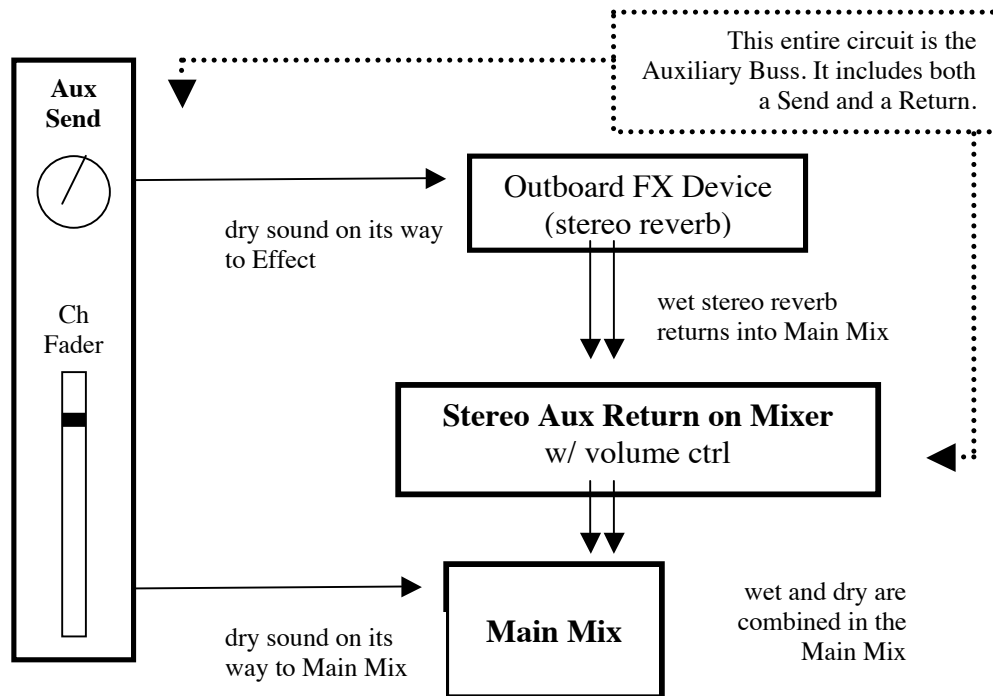 This entire circuit is the
Auxiliary Buss. It includes both
a Send and a Return.
Aux
Send
Outboard FX Device
(stereo reverb)
dry sound on its way
to Effect
wet stereo reverb
returns into Main Mix
Ch
Fader
Stereo Aux Return on Mixer
w/ volume ctrl
wet and dry are
combined in the
Main Mix
Main Mix
dry sound on its
way to Main Mix